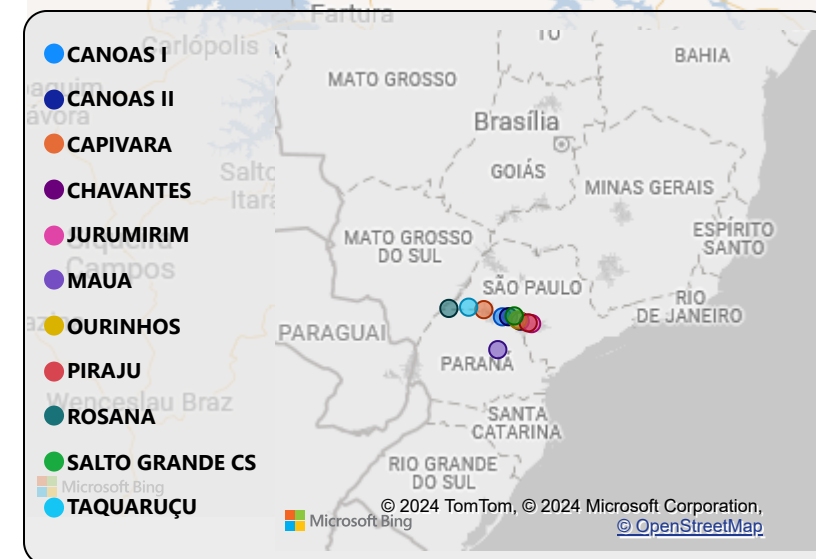 Fartura
Carlópolis
CANOAS I
CANOAS II
CAPIVARA
CHAVANTES
JURUMIRIM
MAUA
OURINHOS
PIRAJU
ROSANA
SALTO GRANDE CS
TAQUARUÇU
Salto
Itara
Siqueira
Campos
Wenceslau Braz
Microsoft Bing
TO
BAHIA
MATO GROSSO
Brasília
GOIÁS
MINAS GERAIS
ESPÍRITO
SANTO
MATO GROSSO
DO SUL
SÃO PAULO
RIO
DE JANEIRO
PARAGUAI
PARANÁ
SANTA
CATARINA
RIO GRANDE
DO SUL
Microsoft Bing
© 2024 TomTom, © 2024 Microsoft Corporation,
© OpenStreetMap